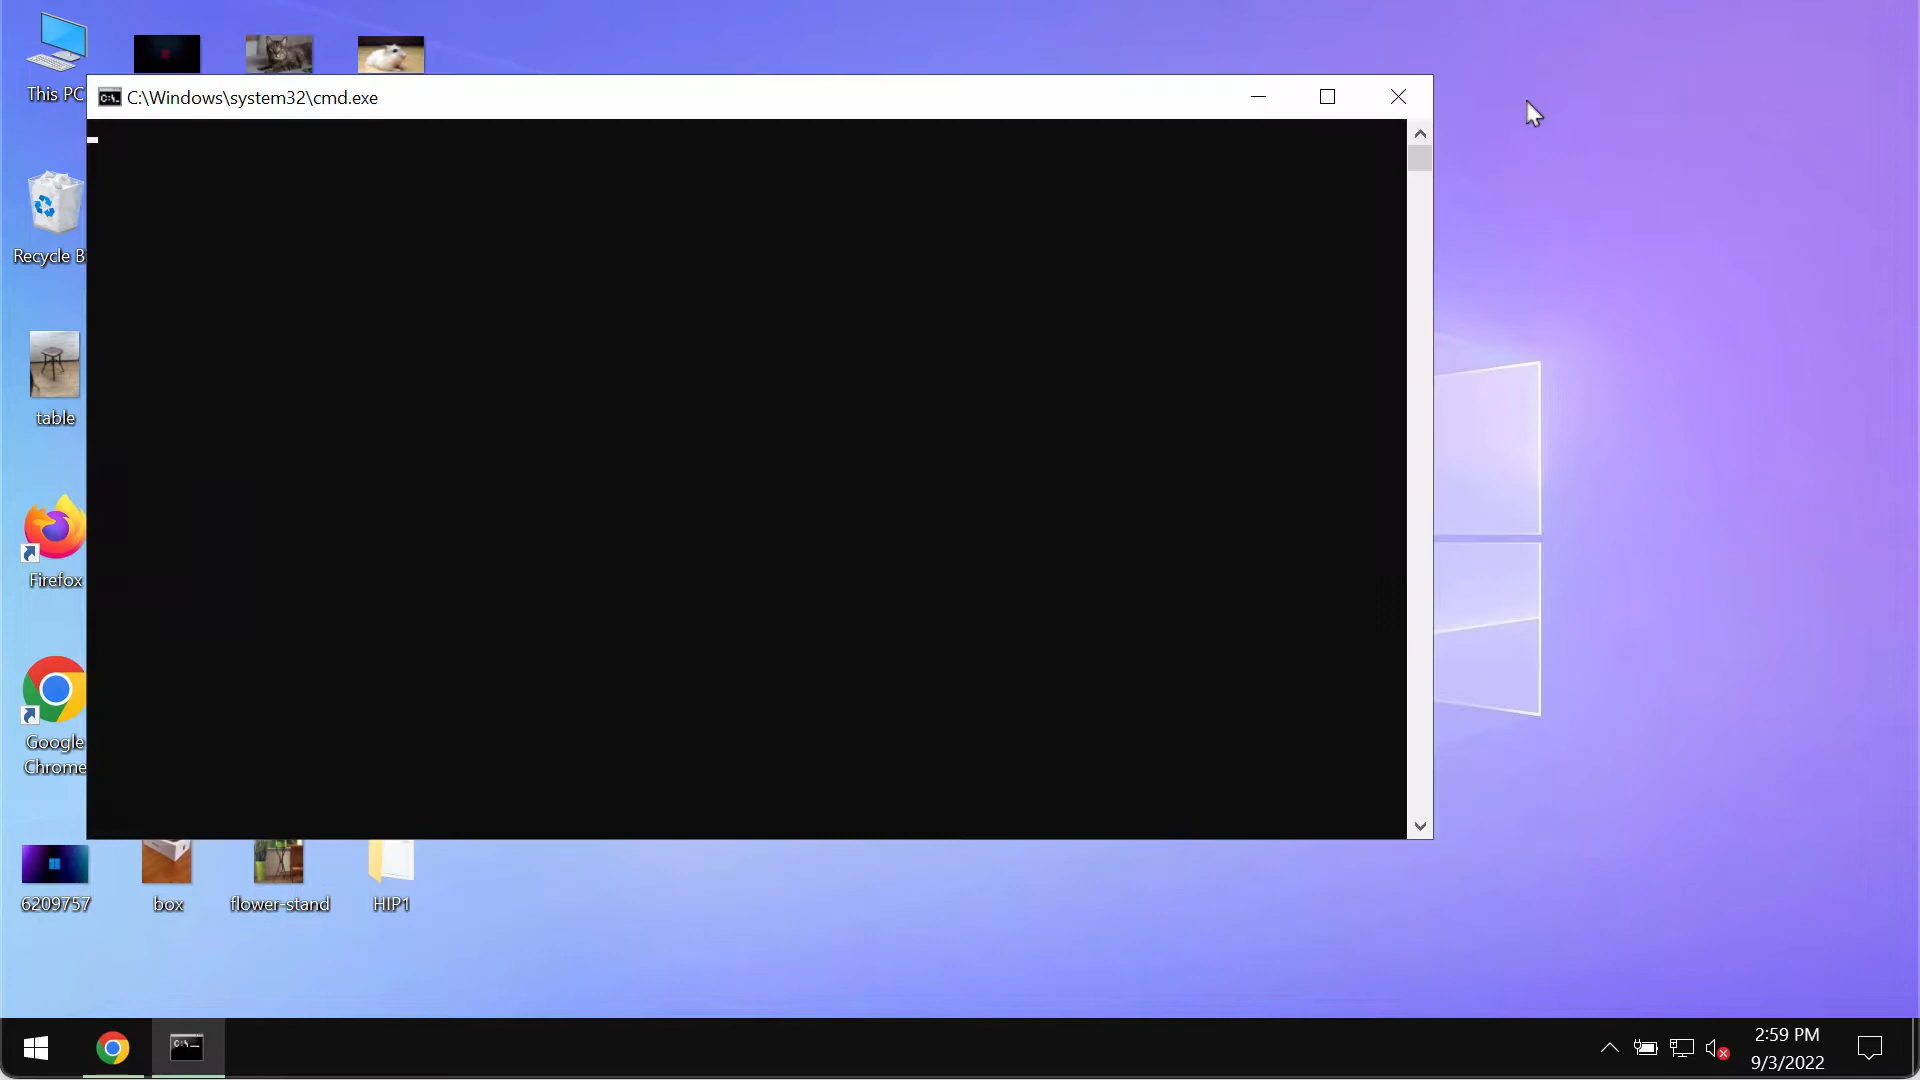 This PC
C:\Windows\system32\cmd.exe
Recycle B
table
Firefox
Google
Chrome
6209757
box
flower-stand
HIP1
2:59 PM
9/3/2022